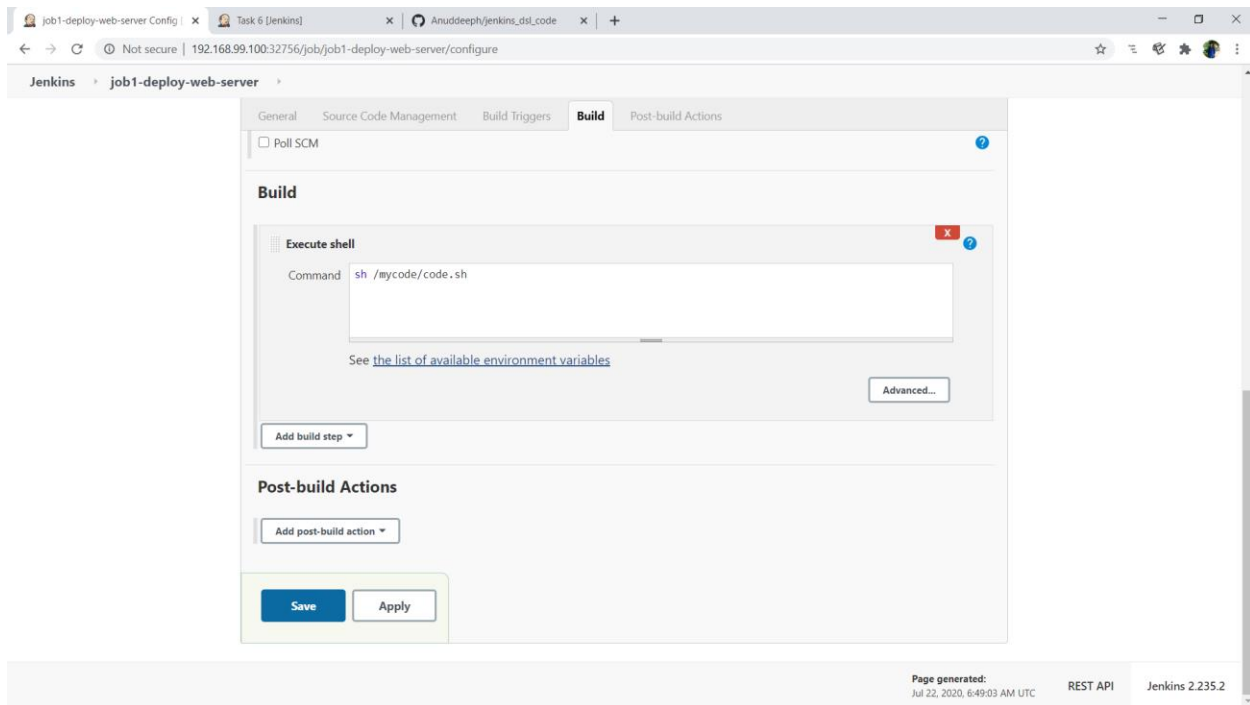 job1-deploy-web-server Config
Task 6 [Jenkins]
Anuddeeph/jenkins_dsl_code
Not secure | 192.168.99.100:32756/job/job1-deploy-web-server/configure
Jenkins job1-deploy-web-server
General Source Code Management Build Triggers Build Post-build Actions
Poll SCM
Build
X
Execute shell
Command sh /mycode/code.sh
See the list of available environment variables
Advanced...
Add build step
Post-build Actions
Add post-build action
Save Apply
Page generated:
Jul 22, 2020, 6:49:03 AM UTC
REST API Jenkins 2.235.2